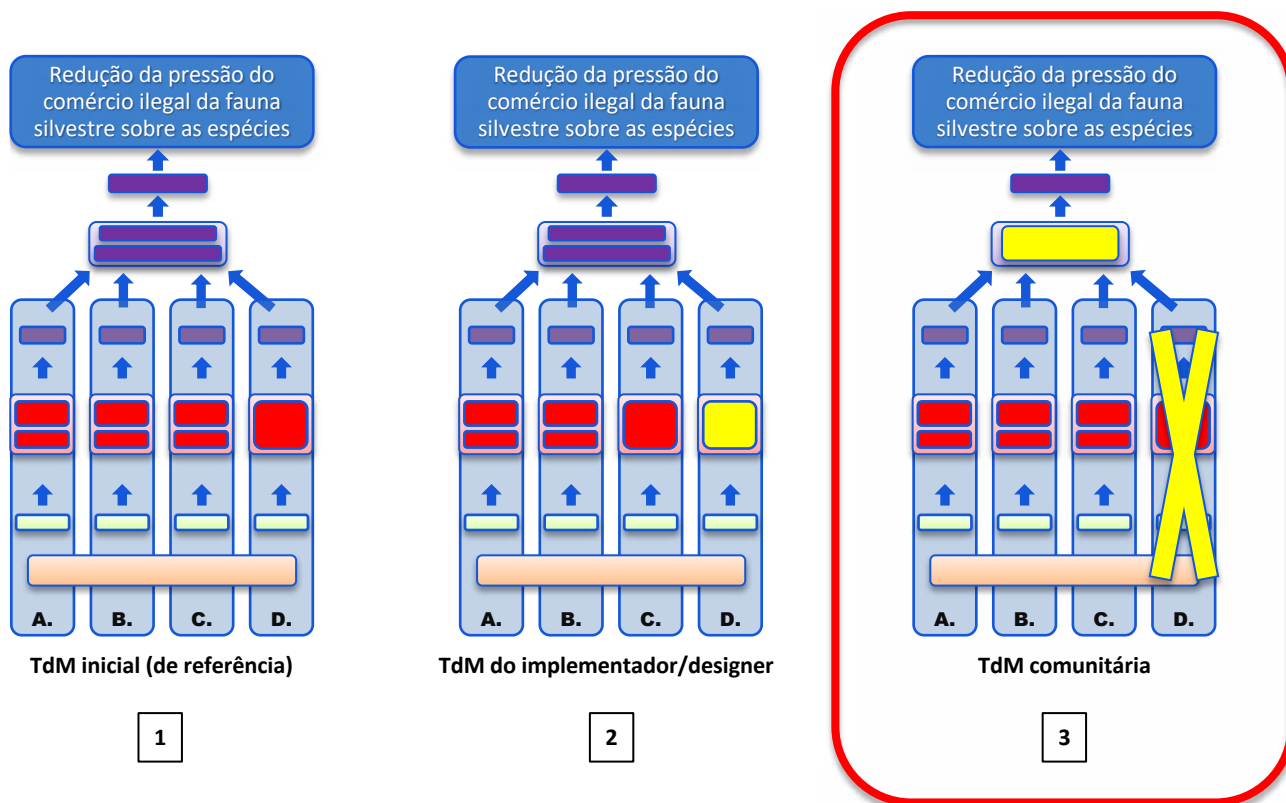 Redução da pressão do
comércio ilegal da fauna
silvestre sobre as espécies
A. B. C. D.
TdM inicial (de referência)
1
Redução da pressão do
comércio ilegal da fauna
silvestre sobre as espécies
A. B. C. D.
TdM do implementador/designer
2
Redução da pressão do
comércio ilegal da fauna
silvestre sobre as espécies
A. B. C. D.
TdM comunitária
3